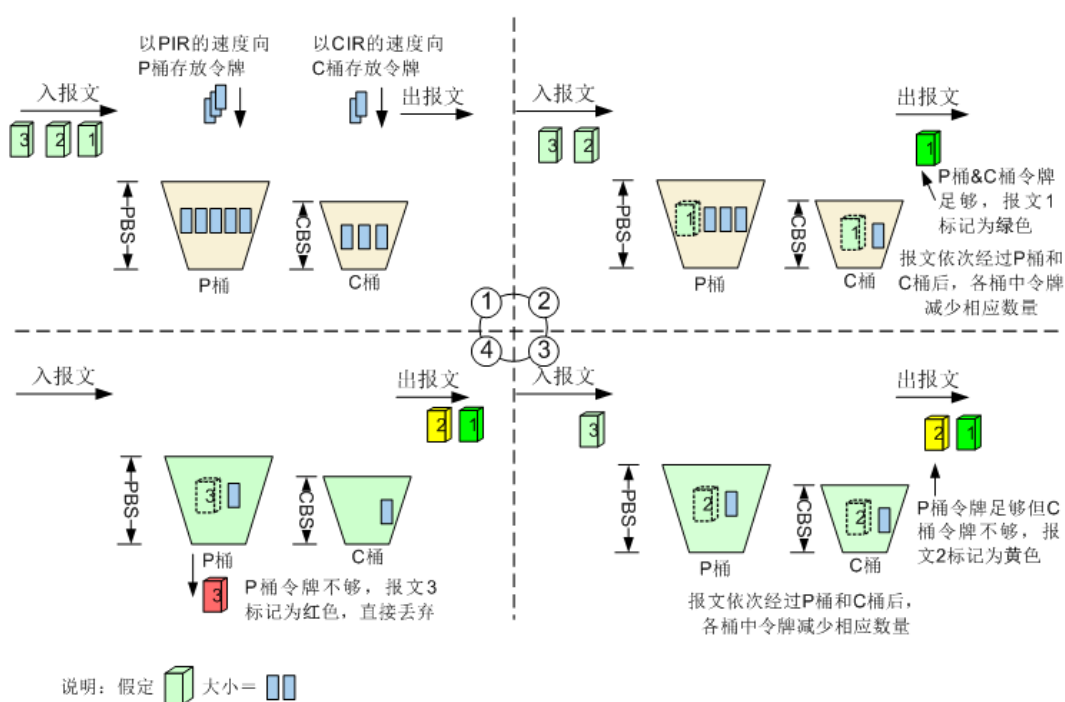 以PIR的速度向
P桶存放令牌
以CIR的速度向
C桶存放令牌
入报文
出报文
3
2
1
PBS
CBS
P桶
C桶
入报文
出报文
3
2
1
P桶&C桶令牌
足够，报文1
标记为绿色
PBS
1
CBS
1
P桶
C桶
报文依次经过P桶和
C桶后，各桶中令牌
减少相应数量
1
2
4
3
入报文
出报文
2
1
PBS
3
CBS
P桶
C桶
3
P桶令牌不够，报文3
标记为红色，直接丢弃
入报文
出报文
3
2
1
PBS
2
CBS
2
P桶
C桶
P桶令牌足够但C
桶令牌不够，报
文2标记为黄色
报文依次经过P桶和C桶后，
各桶中令牌减少相应数量
说明：假定
大小＝